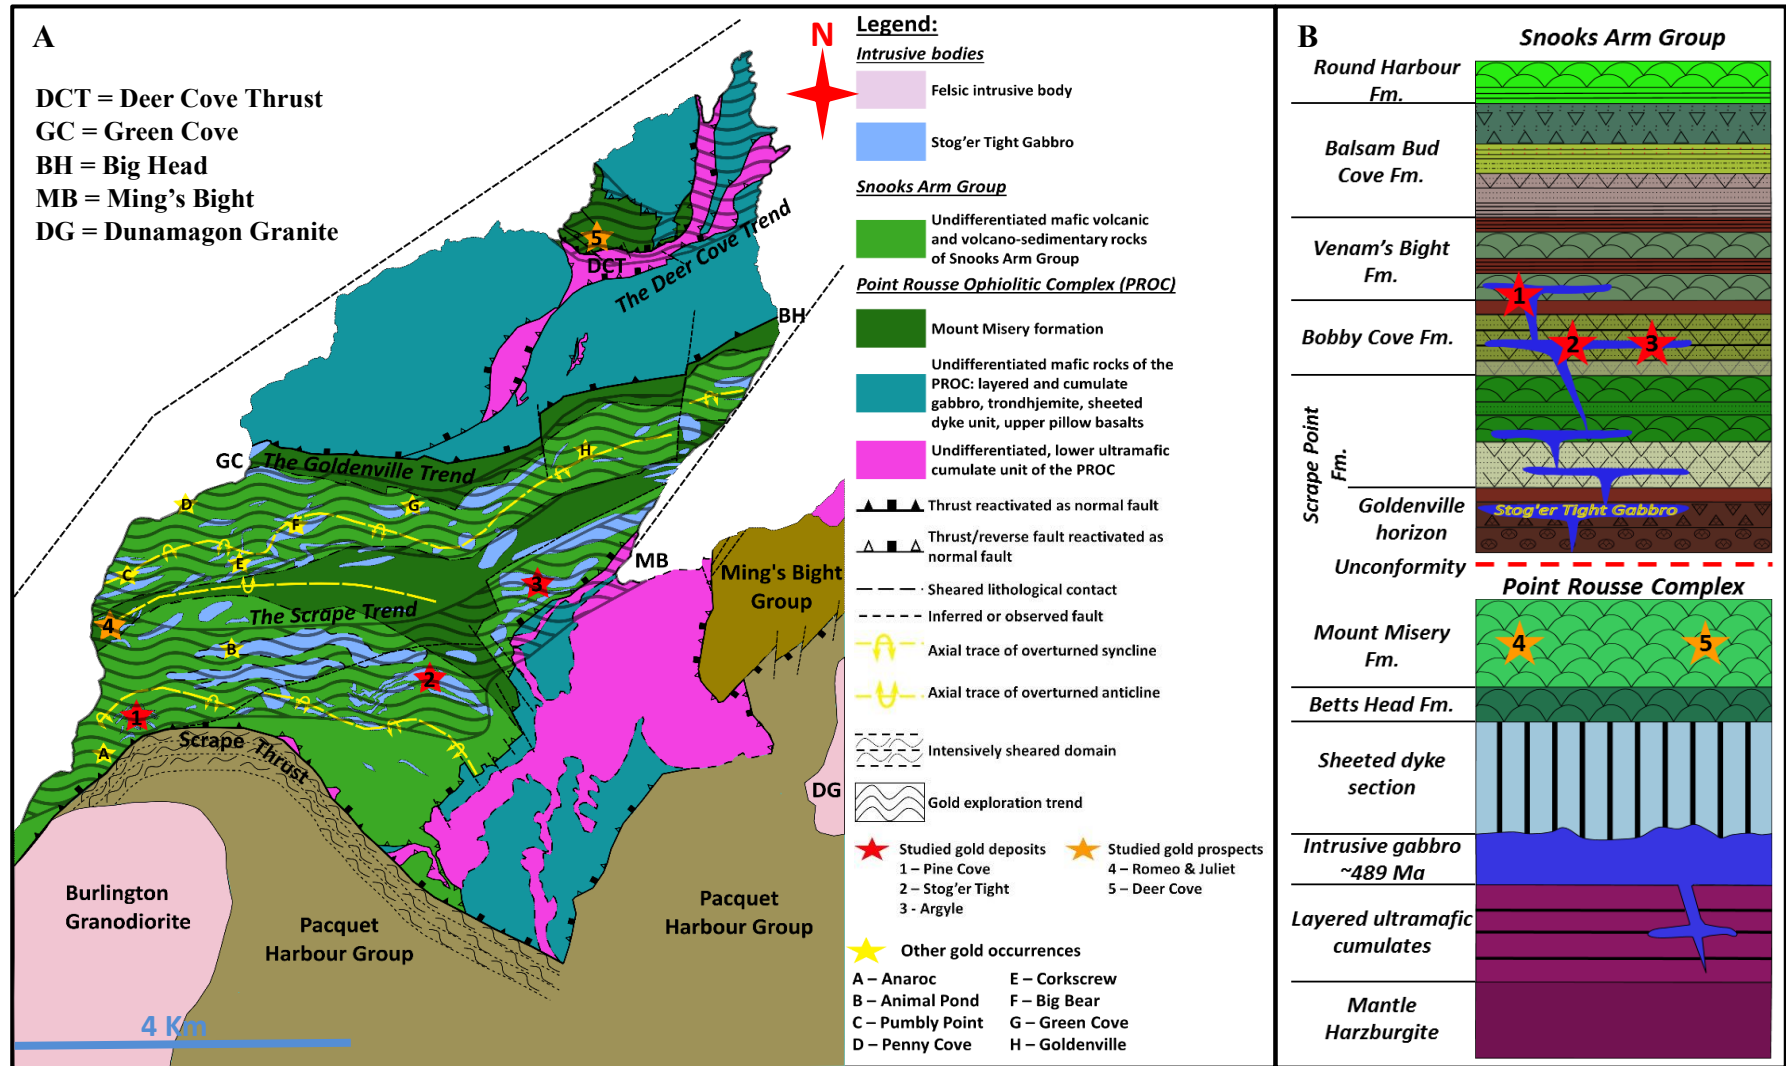 A
DCT = Deer Cove Thrust
GC = Green Cove
BH = Big Head
MB = Ming's Bight
DG = Dunamagon Granite
N
5
DCT
The Deer Cove Trend
BH
GC
The Goldenville Trend
H
D
G
F
E
C
MB
3
Ming's Bight
Group
4
The Scrape Trend
B
2
1
A
Scrape Thrust
DG
Burlington
Granodiorite
Pacquet
Harbour Group
Pacquet
Harbour Group
4 Km
Legend:
Intrusive bodies
Felsic intrusive body
Stog'er Tight Gabbro
Snooks Arm Group
Undifferentiated mafic volcanic
and volcano-sedimentary rocks
of Snooks Arm Group
Point Rousse Ophiolitic Complex (PROC)
Mount Misery formation
Undifferentiated mafic rocks of the
PROC: layered and cumulate
gabbro, trondhjemite, sheeted
dyke unit, upper pillow basalts
Undifferentiated, lower ultramafic
cumulate unit of the PROC
Thrust reactivated as normal fault
Thrust/reverse fault reactivated as
normal fault
Sheared lithological contact
Inferred or observed fault
Axial trace of overturned syncline
Axial trace of overturned anticline
Intensively sheared domain
Gold exploration trend
Studied gold deposits
1 – Pine Cove
2 – Stog'er Tight
3 - Argyle
Studied gold prospects
4 – Romeo & Juliet
5 – Deer Cove
Other gold occurrences
A – Anaroc
B – Animal Pond
C – Pumbly Point
D – Penny Cove
E – Corkscrew
F – Big Bear
G – Green Cove
H – Goldenville
B
Snooks Arm Group
Round Harbour
Fm.
Balsam Bud
Cove Fm.
Venam's Bight
Fm.
1
Bobby Cove Fm.
2
3
Scrape Point
Fm.
Goldenville
horizon
Stog'er Tight Gabbro
Unconformity
Point Rousse Complex
Mount Misery
Fm.
4
5
Betts Head Fm.
Sheeted dyke
section
Intrusive gabbro
~489 Ma
Layered ultramafic
cumulates
Mantle
Harzburgite